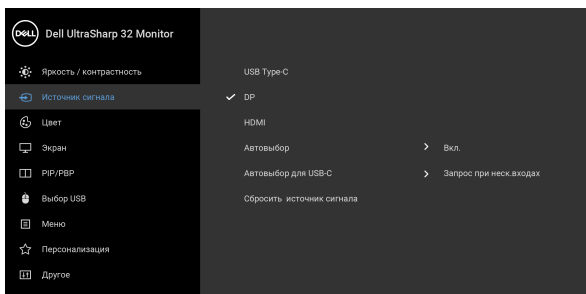 DELL Dell UltraSharp 32 Monitor
Яркость / контрастность USB Type-C
Источник сигнала DP
Цвет HDMI
Экран Автовыбор Вкл.
PIP/PBP Автовыбор для USB-C Запрос при неск.входах
Выбор USB Сбросить источник сигнала
Меню
Персонализация
Другое